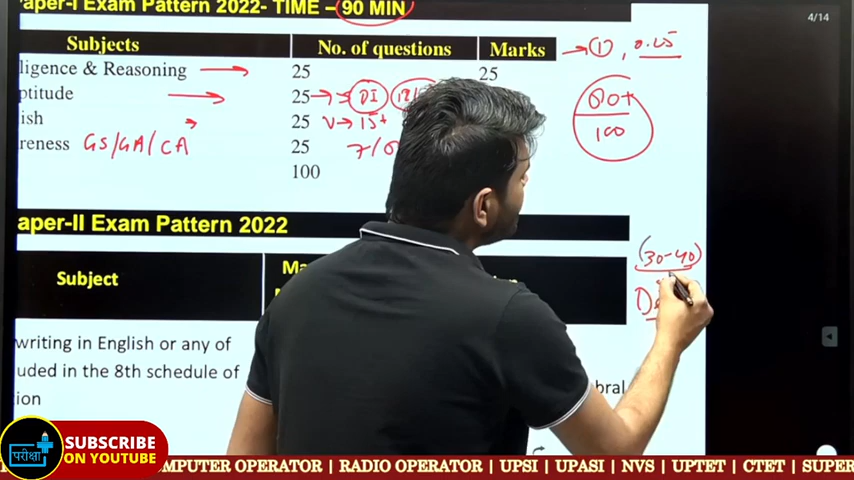 aper-I Exam Pattern 2022- TIME – 90 MIN
4/14
Subjects No. of questions Marks → 1, 0.25
ligence & Reasoning → 25 25
ptitude → 25 → DI
80+
100
ish 25 V → 15+
reness GS/GA/CA 25
100
aper-II Exam Pattern 2022
(30-40)
Subject
writing in English or any of
uded in the 8th schedule of
ion
परीक्षा
SUBSCRIBE
ON YOUTUBE
OMPUTER OPERATOR | RADIO OPERATOR | UPSI | UPASI | NVS | UPTET | CTET | SUPER